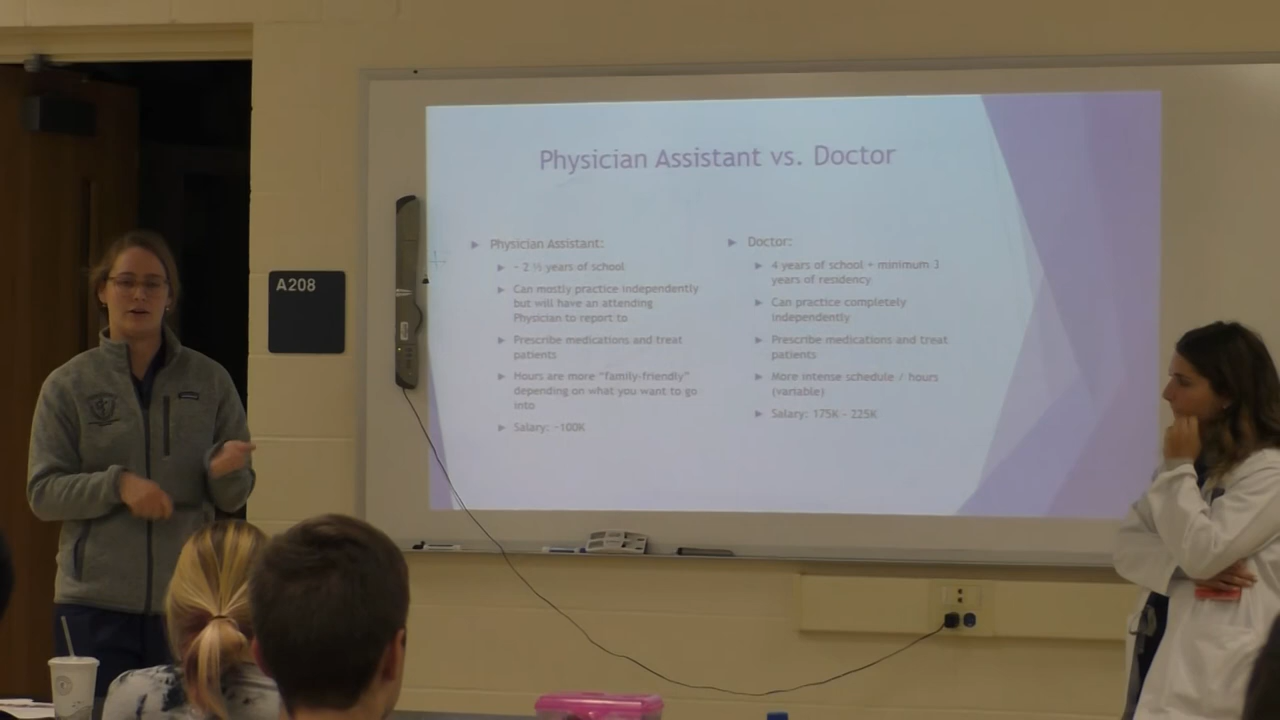 Physician Assistant vs. Doctor
A208
Physician Assistant:
~ 2 ½ years of school
Can mostly practice independently
but will have an attending
Physician to report to
Prescribe medications and treat
patients
Hours are more "family-friendly"
depending on what you want to go
into
Salary: ~100K
Doctor:
4 years of school + minimum 3
years of residency
Can practice completely
independently
Prescribe medications and treat
patients
More intense schedule / hours
(variable)
Salary: 175K - 225K